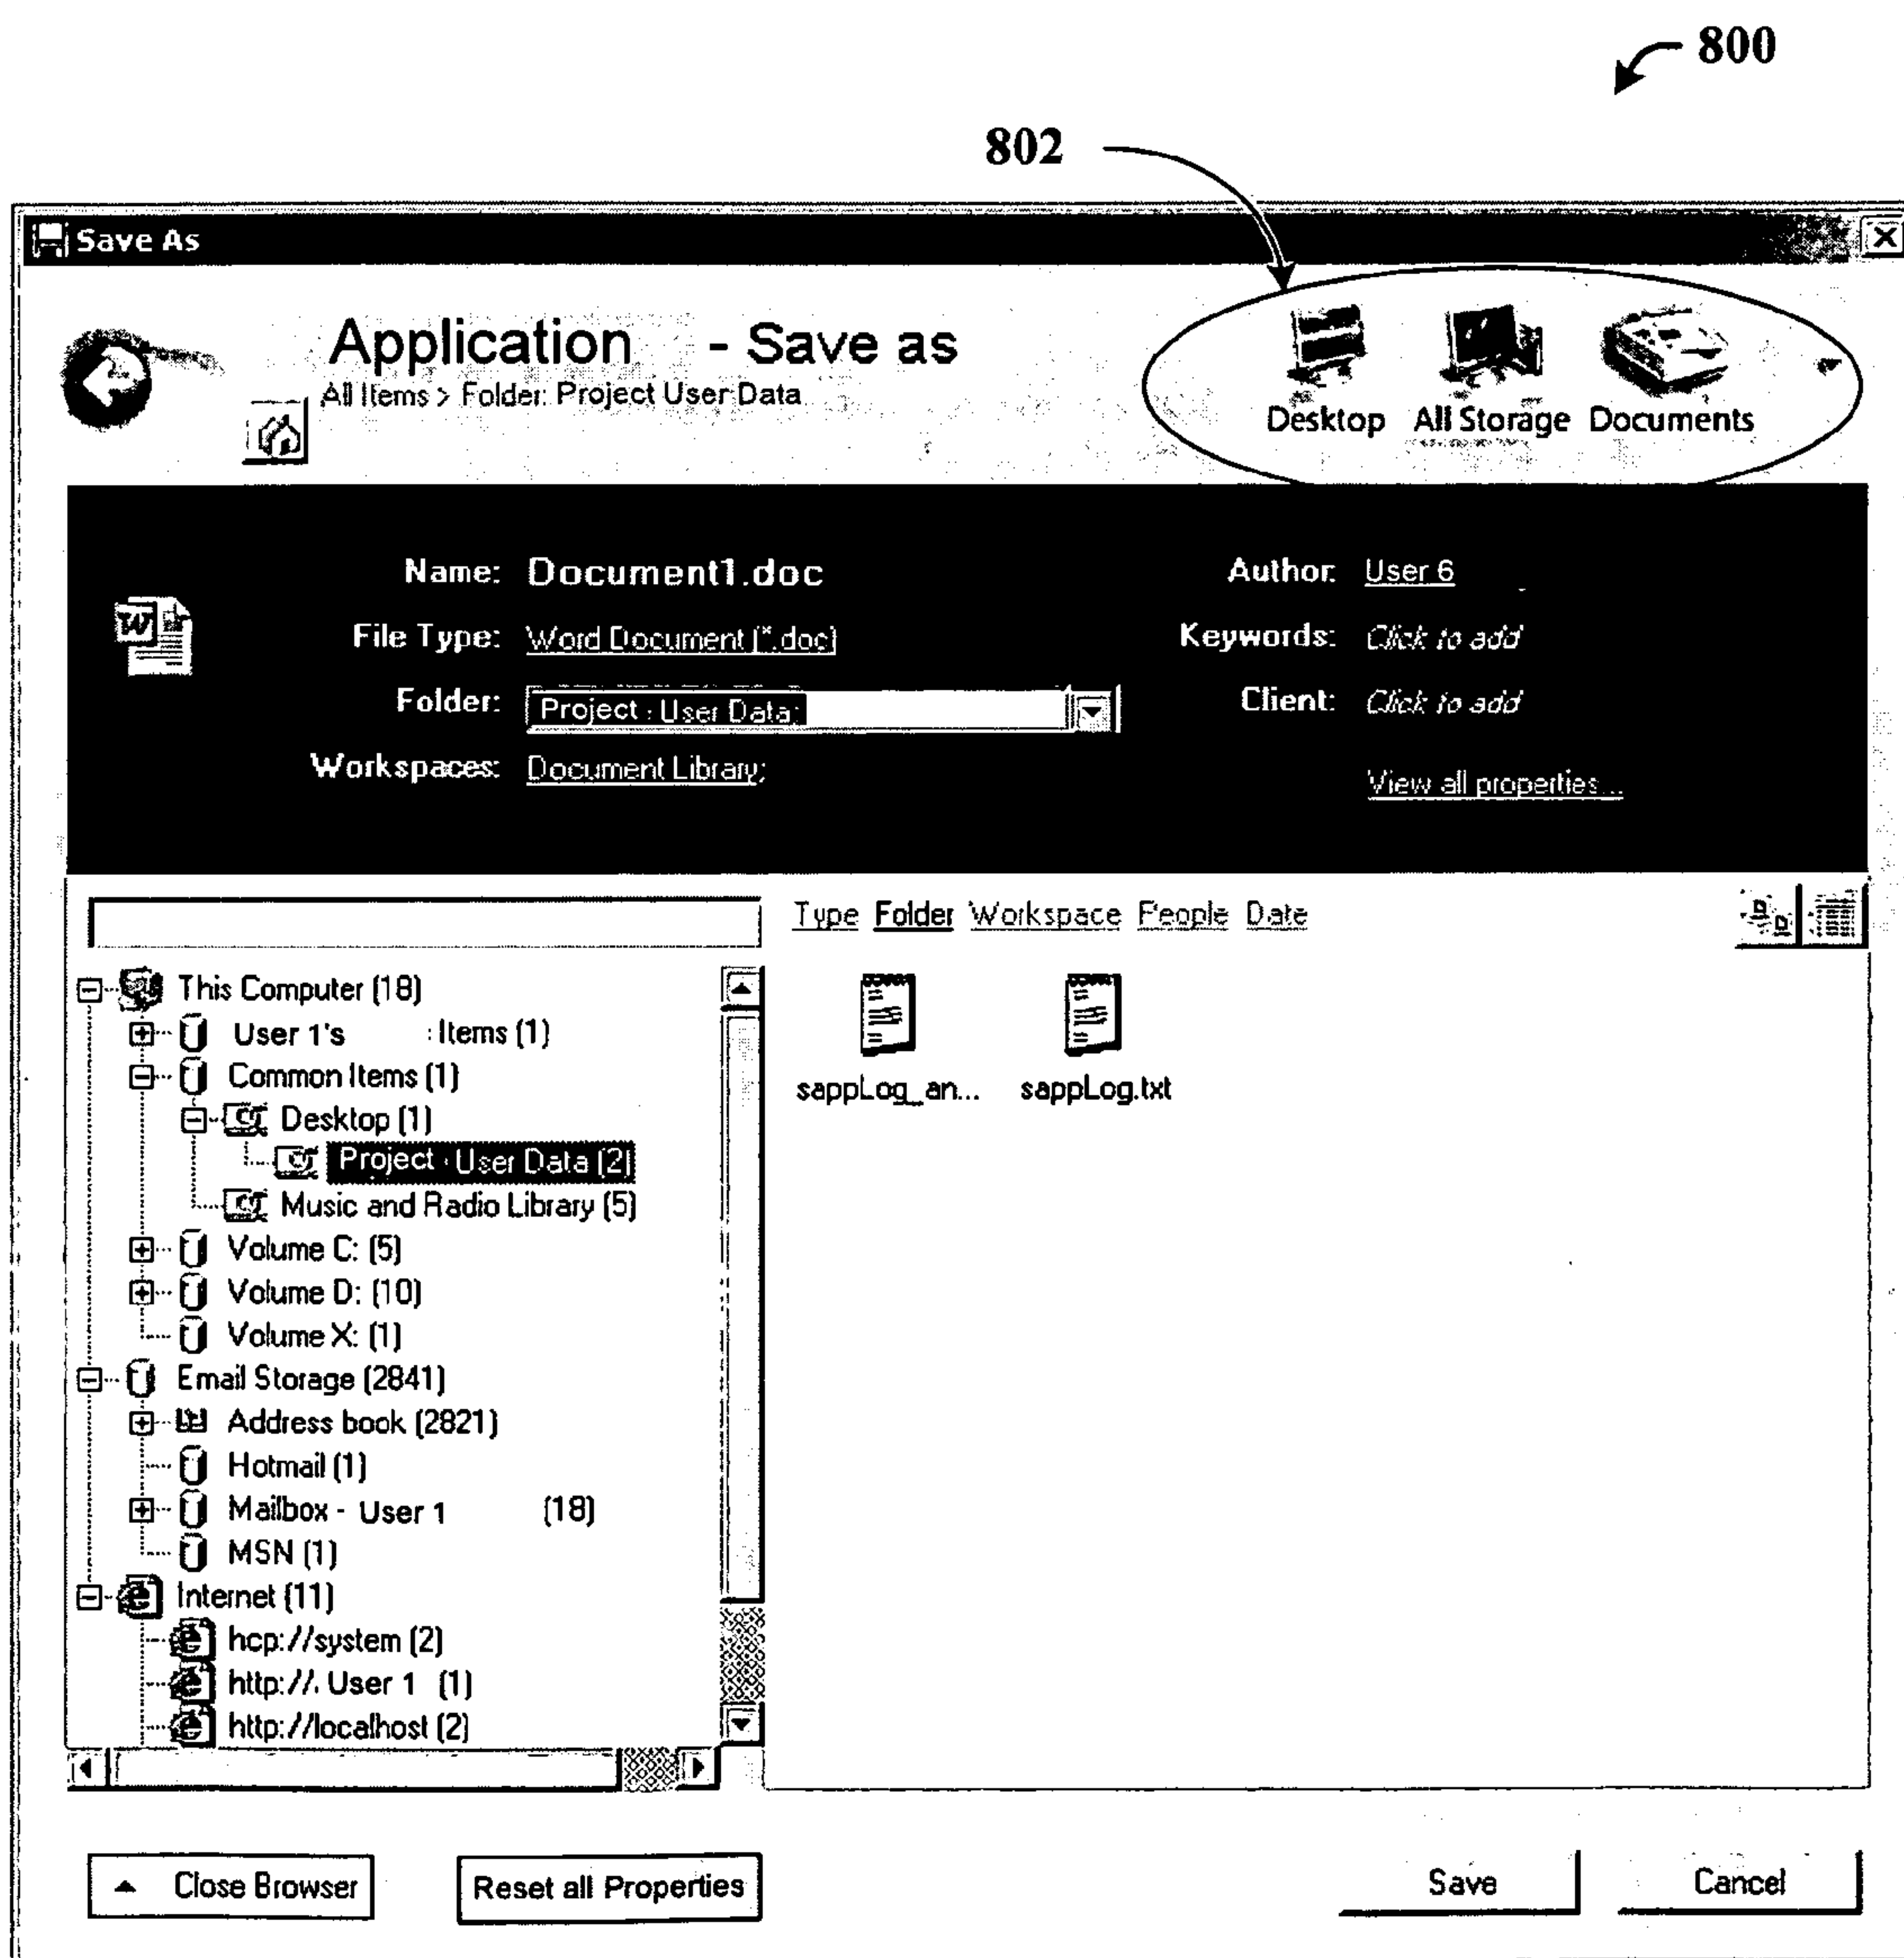 800
802
Save As
Application - Save as
All Items > Folder: Project User Data
Desktop All Storage Documents
Name: Document1.doc
Author: User 6
File Type: Word Document (*.doc)
Keywords: Click to add
Folder: Project User Data;
Client: Click to add
Workspaces: Document Library;
View all properties...
Type Folder Workspace People Date
This Computer (18)
User 1's Items (1)
Common Items (1)
Desktop (1)
Project User Data (2)
Music and Radio Library (5)
Volume C: (5)
Volume D: (10)
Volume X: (1)
Email Storage (2841)
Address book (2821)
Hotmail (1)
Mailbox - User 1 (18)
MSN (1)
Internet (11)
hcp://system (2)
http://. User 1 (1)
http://localhost (2)
sappLog_an... sappLog.txt
Close Browser
Reset all Properties
Save
Cancel